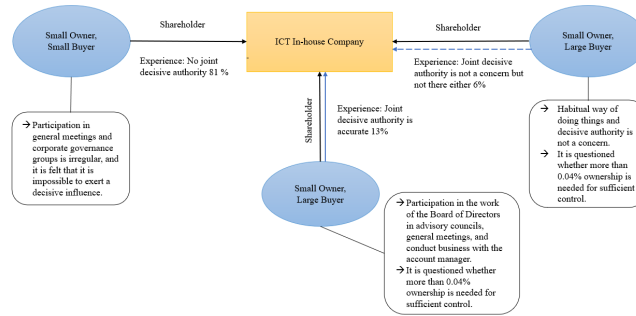 Small Owner,
Small Buyer
Shareholder
Experience: No joint
decisive authority 81 %
→ Participation in
general meetings and
corporate governance
groups is irregular, and
it is felt that it is
impossible to exert a
decisive influence.
ICT In-house Company
Shareholder
Experience: Joint
decisive authority is
accurate 13%
Small Owner,
Large Buyer
→ Participation in the work
of the Board of Directors
in advisory councils,
general meetings, and
conduct business with the
account manager.
→ It is questioned whether
more than 0.04%
ownership is needed for
sufficient control.
Shareholder
Experience: Joint decisive
authority is not a concern but
not there either 6%
Small Owner,
Large Buyer
→ Habitual way of
doing things and
decisive authority is
not a concern.
→ It is questioned
whether more than
0.04% ownership is
needed for sufficient
control.